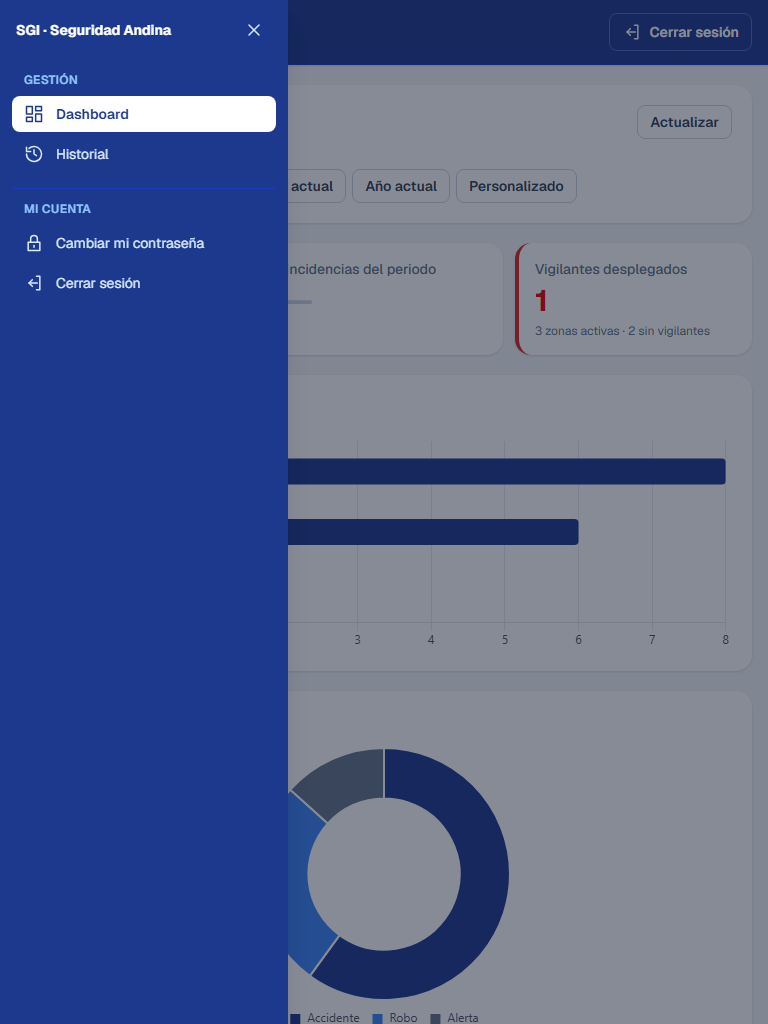 SGI · Seguridad Andina
Cerrar sesión
GESTIÓN
Dashboard
Historial
MI CUENTA
Cambiar mi contraseña
Cerrar sesión
Actualizar
actual
Año actual
Personalizado
ncidencias del periodo
Vigilantes desplegados
1
3 zonas activas · 2 sin vigilantes
3 4 5 6 7 8
Accidente Robo Alerta